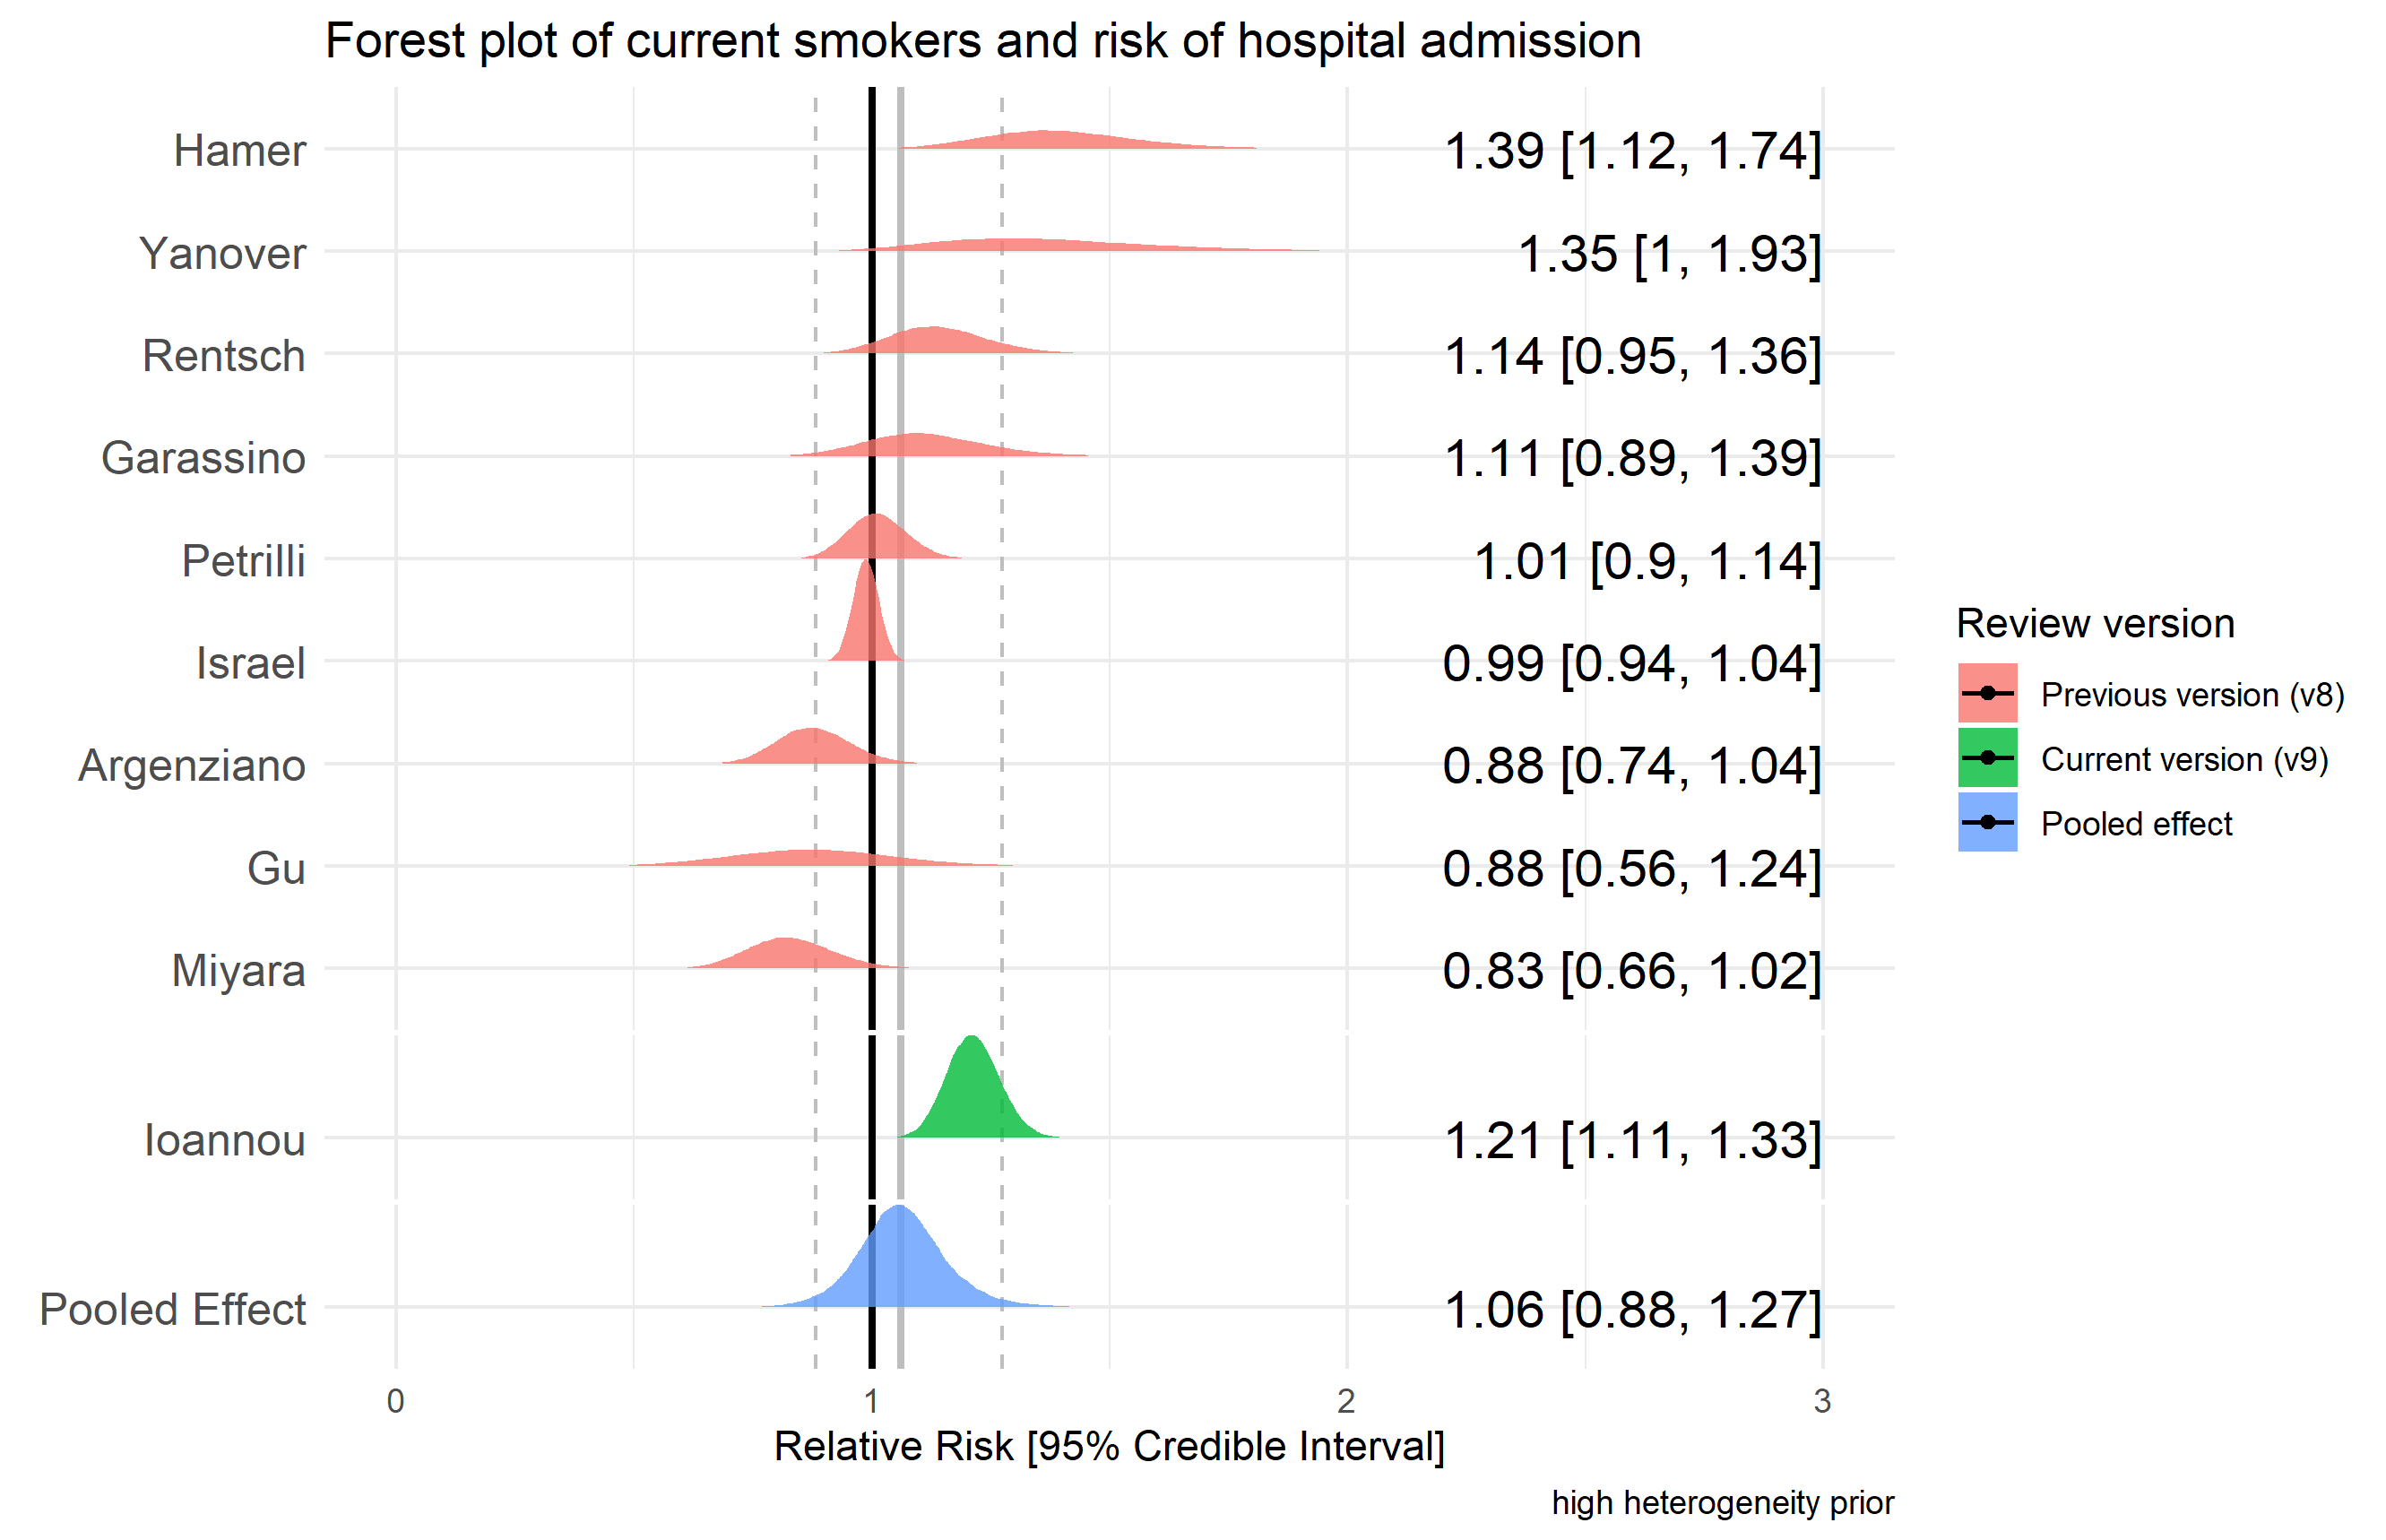 Forest plot of current smokers and risk of hospital admission
Hamer 1.39 [1.12, 1.74]
Yanover 1.35 [1, 1.93]
Rentsch 1.14 [0.95, 1.36]
Garassino 1.11 [0.89, 1.39]
Petrilli 1.01 [0.9, 1.14]
Israel 0.99 [0.94, 1.04]
Argenziano 0.88 [0.74, 1.04]
Gu 0.88 [0.56, 1.24]
Miyara 0.83 [0.66, 1.02]
Ioannou 1.21 [1.11, 1.33]
Pooled Effect 1.06 [0.88, 1.27]
0 1 2 3
Relative Risk [95% Credible Interval]
high heterogeneity prior
Review version
Previous version (v8)
Current version (v9)
Pooled effect